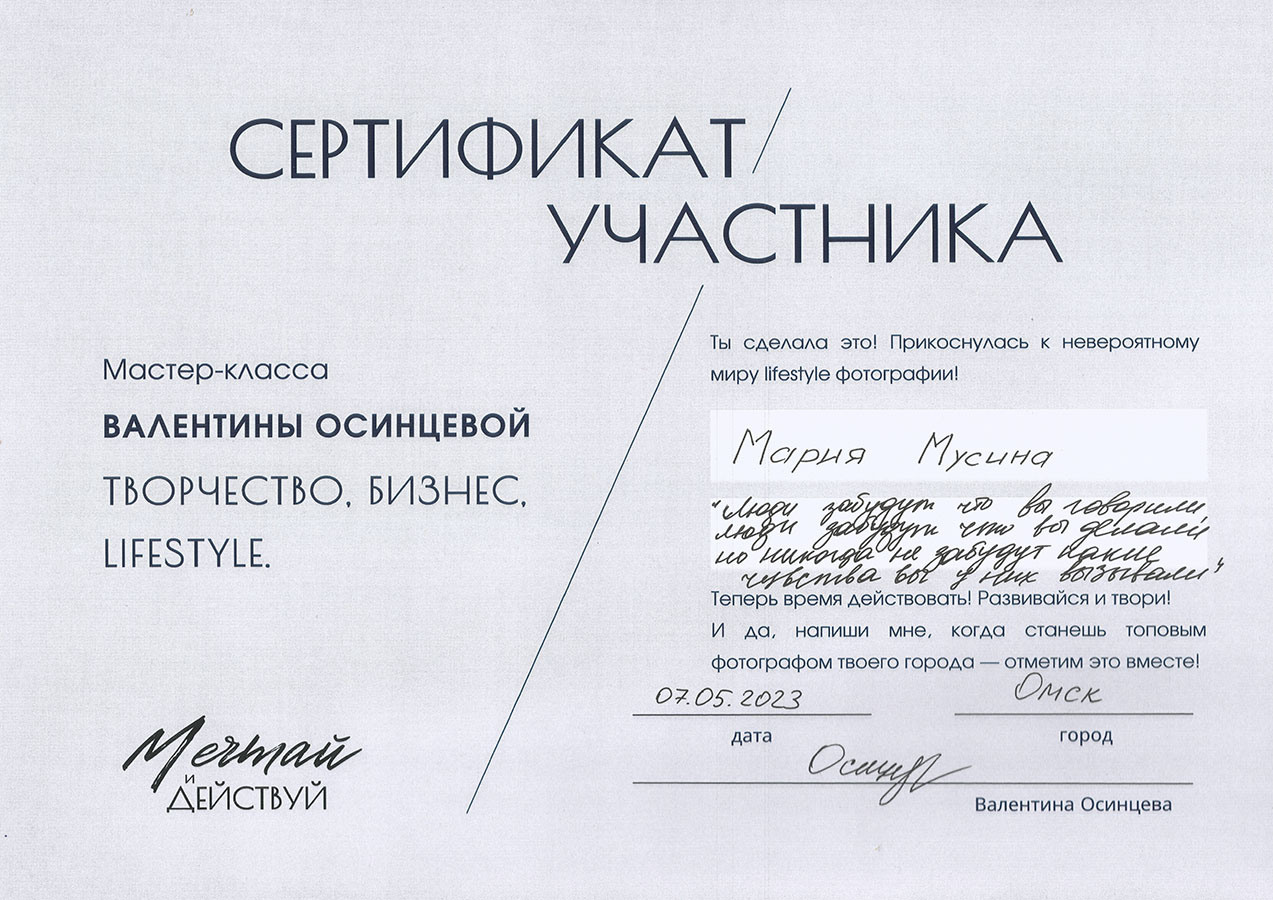 СЕРТИФИКАТ
УЧАСТНИКА
Мастер-класса
ВАЛЕНТИНЫ ОСИНЦЕВОЙ
ТВОРЧЕСТВО, БИЗНЕС,
LIFESTYLE.
Мечтай
и
ДЕЙСТВУЙ
Ты сделала это! Прикоснулась к невероятному
миру lifestyle фотографии!
Мария Мусина
"Люди забудут что вы говорили
люди забудут что вы делали
но никогда не забудут какие
чувства вы у них вызывали"
Теперь время действовать! Развивайся и твори!
И да, напиши мне, когда станешь топовым
фотографом твоего города — отметим это вместе!
07.05.2023 Омск
дата город
Валентина Осинцева